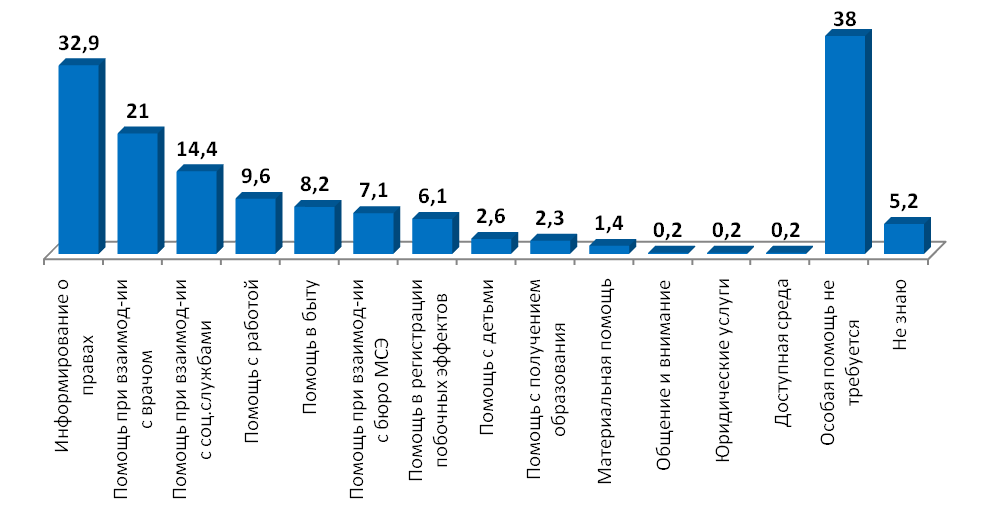 32,9
21
14,4
9,6
8,2
7,1
6,1
2,6
2,3
1,4
0,2
0,2
0,2
38
5,2
Информирование о
правах
Помощь при взаимод-ии
с врачом
Помощь при взаимод-ии
с соц,службами
Помощь с работой
Помощь в быту
Помощь при взаимод-ии
с бюро МСЭ
Помощь в регистрации
побочных эффектов
Помощь с детьми
Помощь с получением
образования
Материальная помощь
Общение и внимание
Юридические услуги
Доступная среда
Особая помощь не
требуется
Не знаю